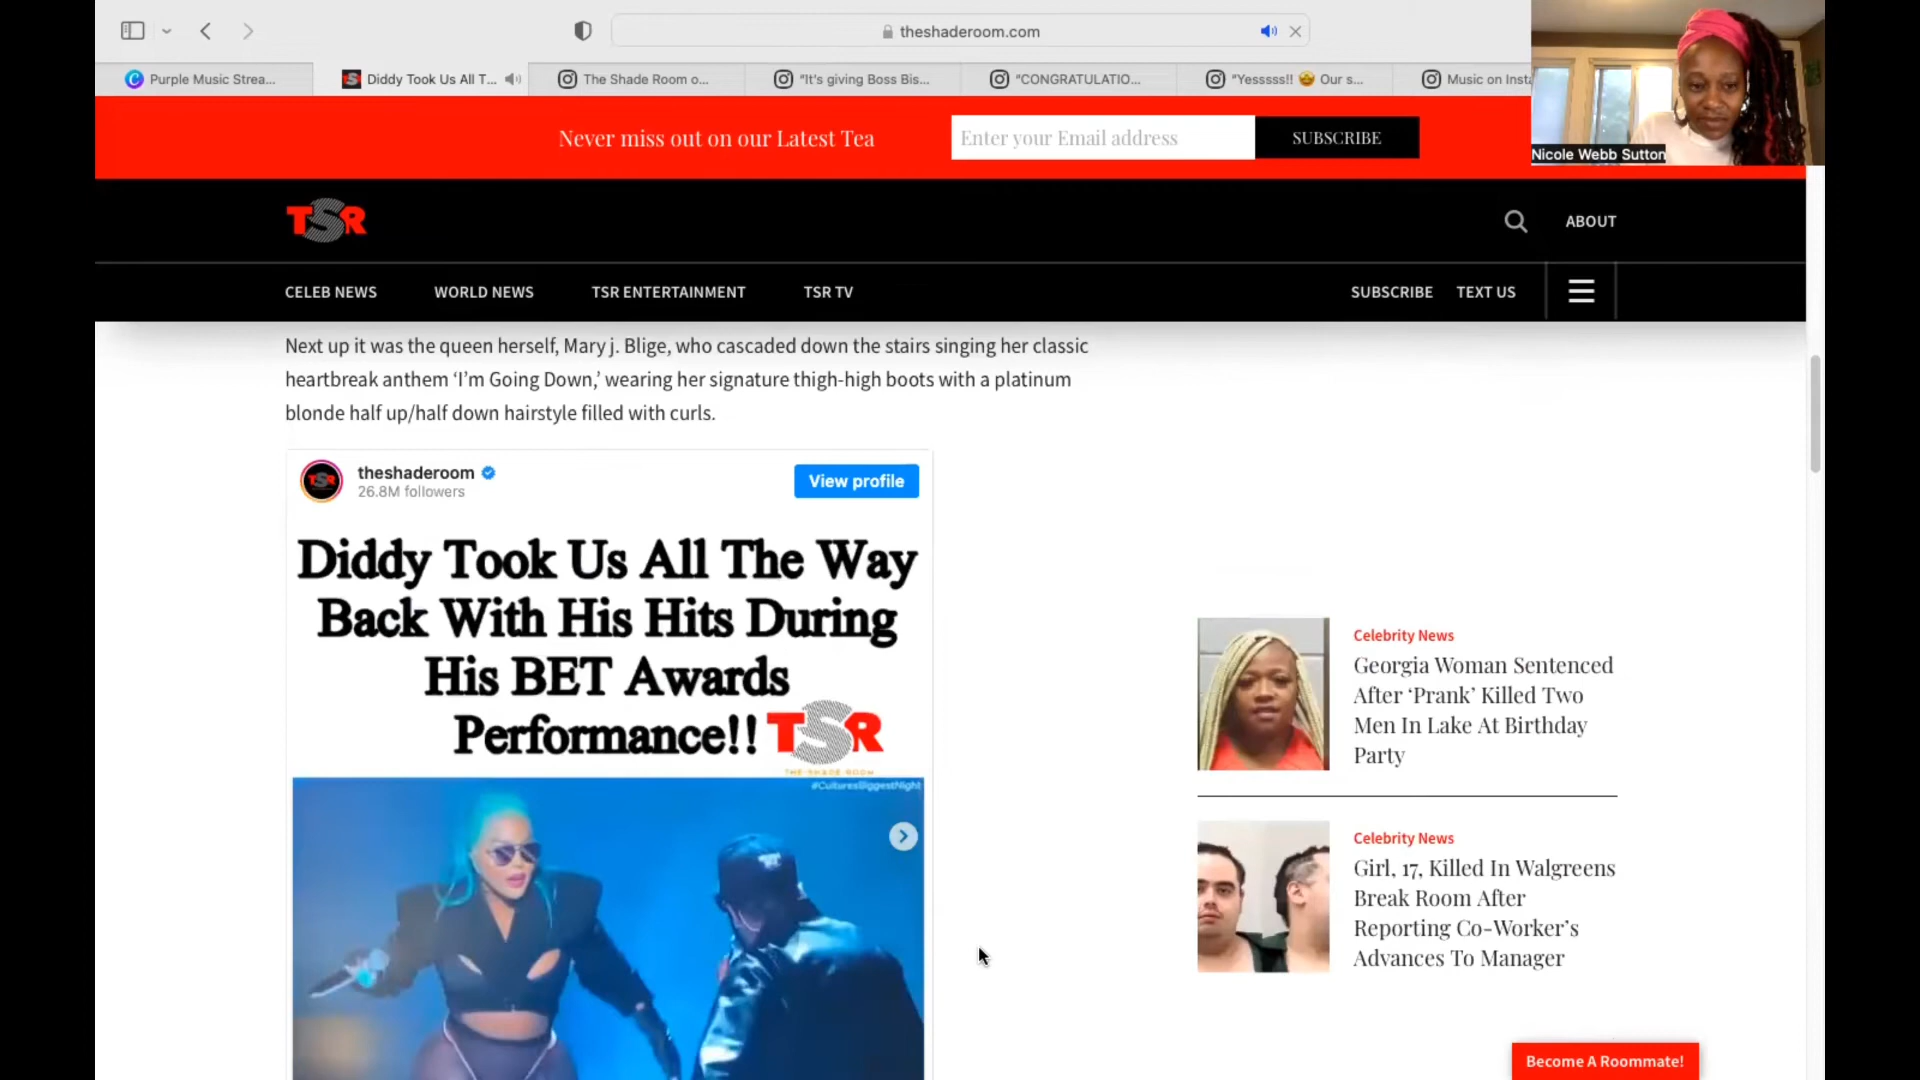 theshaderoom.com
Purple Music Strea...
Diddy Took Us All T...
The Shade Room o...
"It's giving Boss Bis...
"CONGRATULATIO...
"Yesssss!! 🤩 Our s...
Music on Inst
Nicole Webb Sutton
Never miss out on our Latest Tea
Enter your Email address
SUBSCRIBE
TSR
ABOUT
CELEB NEWS
WORLD NEWS
TSR ENTERTAINMENT
TSR TV
SUBSCRIBE
TEXT US
Next up it was the queen herself, Mary j. Blige, who cascaded down the stairs singing her classic
heartbreak anthem ‘I’m Going Down,’ wearing her signature thigh-high boots with a platinum
blonde half up/half down hairstyle filled with curls.
theshaderoom
26.8M followers
View profile
Diddy Took Us All The Way
Back With His Hits During
His BET Awards
Performance!! TSR
THE SHADE ROOM
#CulturesBiggestNight
Celebrity News
Georgia Woman Sentenced
After ‘Prank’ Killed Two
Men In Lake At Birthday
Party
Celebrity News
Girl, 17, Killed In Walgreens
Break Room After
Reporting Co-Worker’s
Advances To Manager
Become A Roommate!